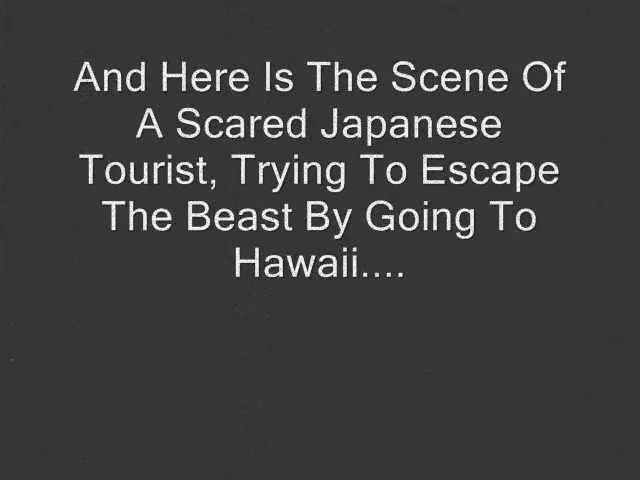 And Here Is The Scene Of
A Scared Japanese
Tourist, Trying To Escape
The Beast By Going To
Hawaii....